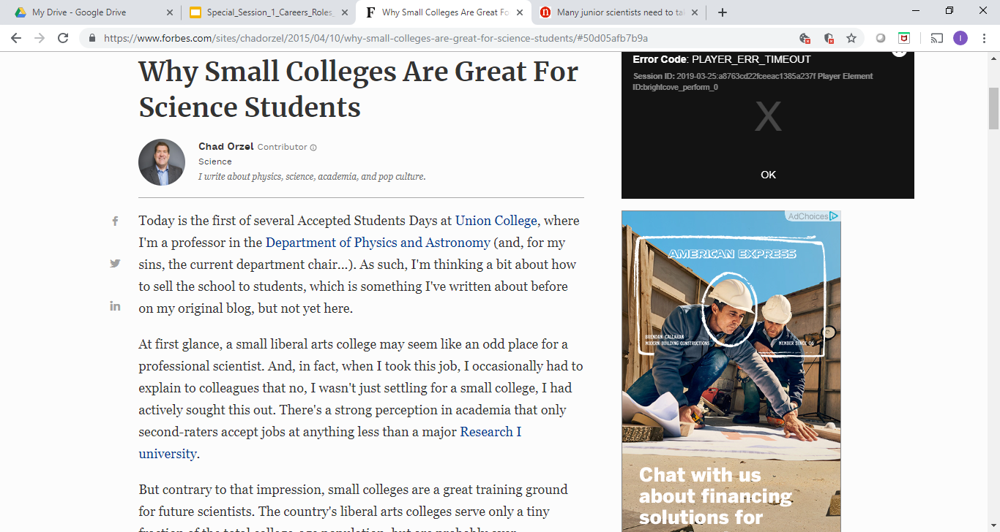 My Drive - Google Drive
Special_Session_1_Careers_Roles_
Why Small Colleges Are Great Fo
Many junior scientists need to ta
https://www.forbes.com/sites/chadorzel/2015/04/10/why-small-colleges-are-great-for-science-students/#50d05afb7b9a
I
Why Small Colleges Are Great For
Science Students
Chad Orzel Contributor
Science
I write about physics, science, academia, and pop culture.
Today is the first of several Accepted Students Days at Union College, where
I'm a professor in the Department of Physics and Astronomy (and, for my
sins, the current department chair...). As such, I'm thinking a bit about how
to sell the school to students, which is something I've written about before
on my original blog, but not yet here.
At first glance, a small liberal arts college may seem like an odd place for a
professional scientist. And, in fact, when I took this job, I occasionally had to
explain to colleagues that no, I wasn't just settling for a small college, I had
actively sought this out. There's a strong perception in academia that only
second-raters accept jobs at anything less than a major Research I
university.
But contrary to that impression, small colleges are a great training ground
for future scientists. The country's liberal arts colleges serve only a tiny
fraction of the total college-age population, but are probably over-
Error Code: PLAYER_ERR_TIMEOUT
Session ID: 2019-03-25:a8763cd22fceeac1385a237f Player Element
ID:brightcove_perform_0
X
OK
AdChoices
AMERICAN EXPRESS
BRENDAN CALLAHAN
MODERN BUILDING CONSTRUCTIONS
MEMBER SINCE 06
Chat with us
about financing
solutions for